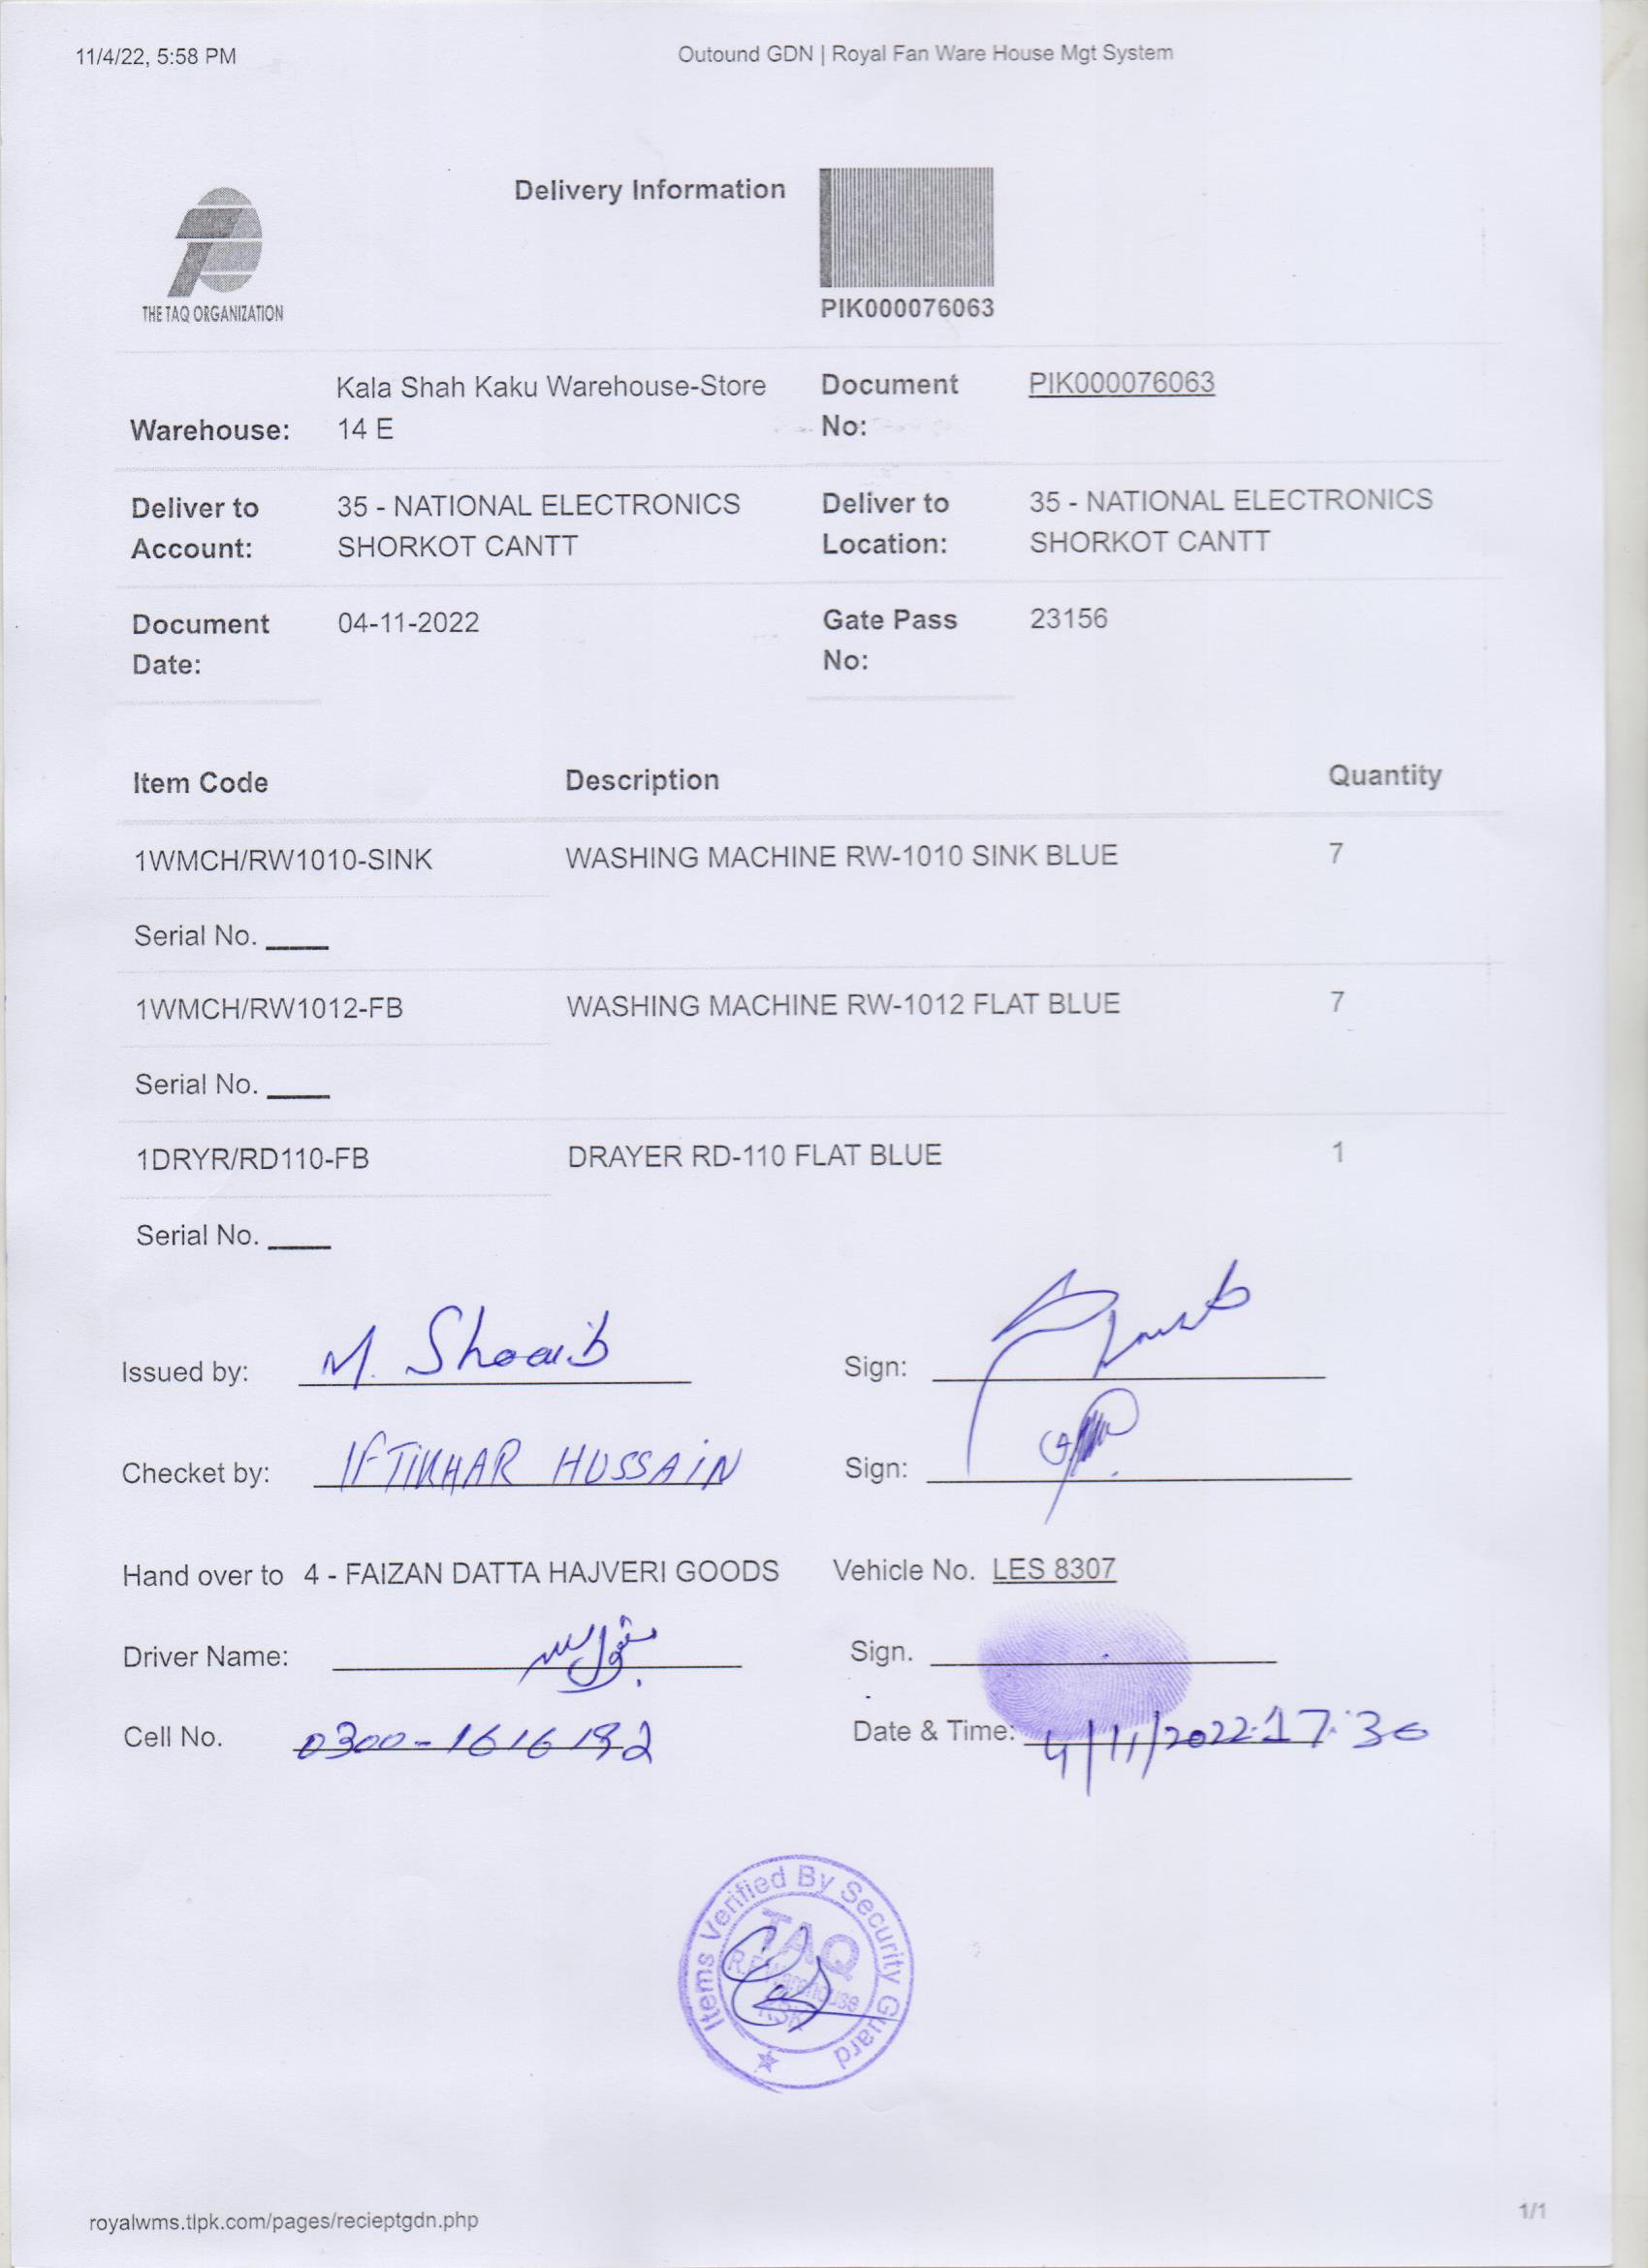 11/4/22, 5:58 PM Outound GDN | Royal Fan Ware House Mgt System
Delivery Information
THE TAQ ORGANIZATION
PIK000076063
Warehouse: Kala Shah Kaku Warehouse-Store 14 E
Document No: PIK000076063
Deliver to Account: 35 - NATIONAL ELECTRONICS SHORKOT CANTT
Deliver to Location: 35 - NATIONAL ELECTRONICS SHORKOT CANTT
Document Date: 04-11-2022
Gate Pass No: 23156
Item Code Description Quantity
1WMCH/RW1010-SINK WASHING MACHINE RW-1010 SINK BLUE 7
Serial No. ____
1WMCH/RW1012-FB WASHING MACHINE RW-1012 FLAT BLUE 7
Serial No. ____
1DRYR/RD110-FB DRAYER RD-110 FLAT BLUE 1
Serial No. ____
Issued by: M. Shoaib Sign:
Checket by: IFTIKHAR HUSSAIN Sign:
Hand over to 4 - FAIZAN DATTA HAJVERI GOODS Vehicle No. LES 8307
Driver Name: Sign.
Cell No. 0300-1616192 Date & Time: 4/11/2022 17:30
Items Verified By Security Guard
TAQ
R.F Warehouse
KSK
royalwms.tlpk.com/pages/recieptgdn.php 1/1